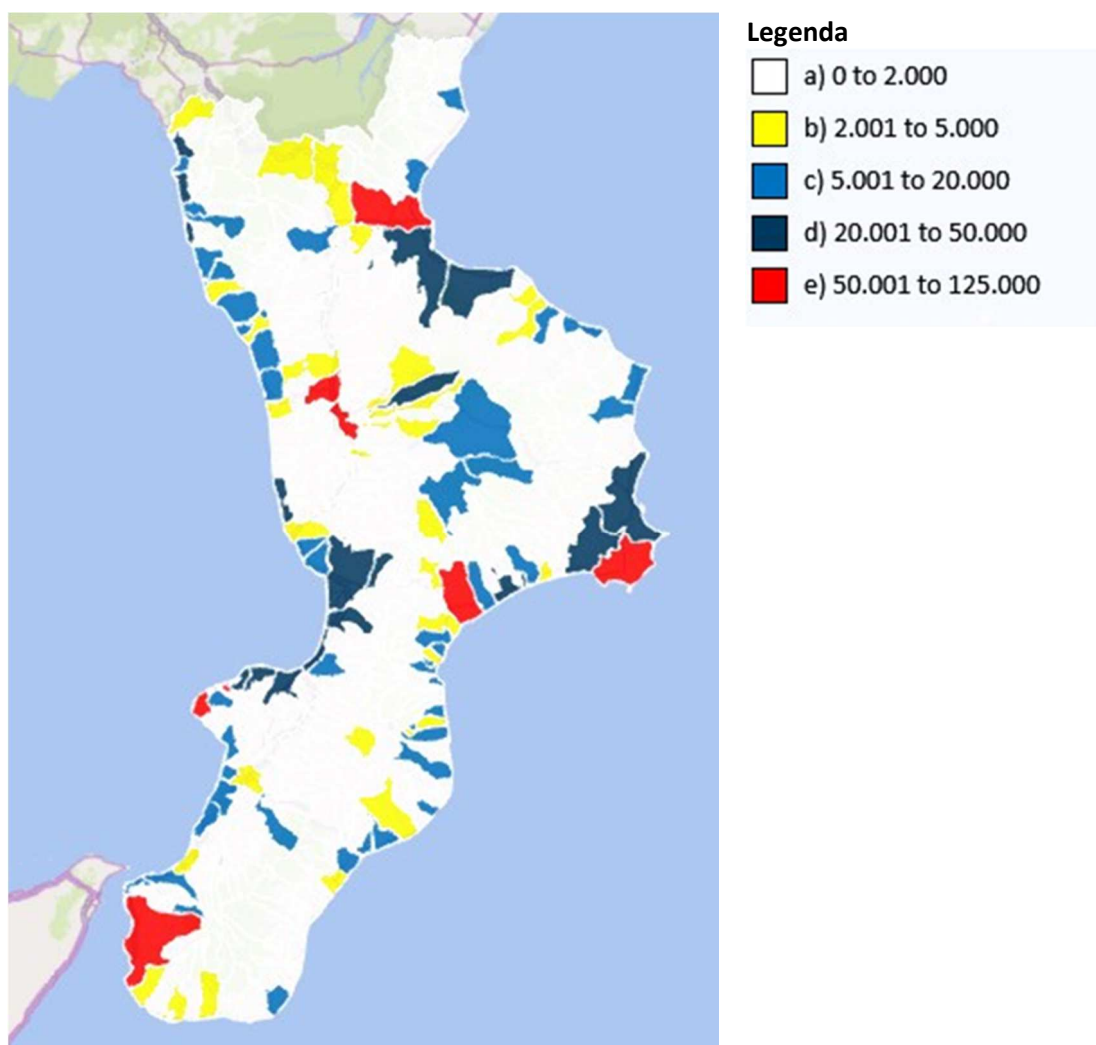 Legenda
a) 0 to 2.000
b) 2.001 to 5.000
c) 5.001 to 20.000
d) 20.001 to 50.000
e) 50.001 to 125.000